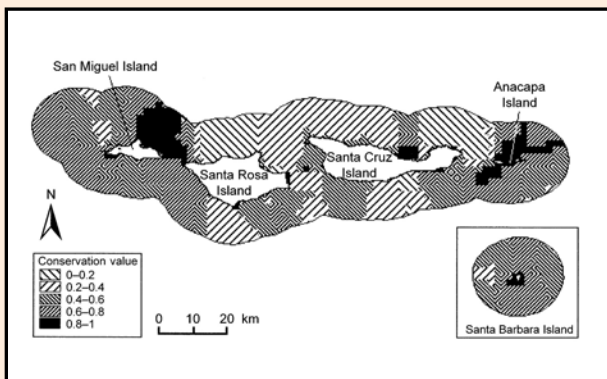 San Miguel Island
Anacapa
Island
Santa Rosa
Island
Santa Cruz
Island
N
Conservation value
0–0.2
0.2–0.4
0.4–0.6
0.6–0.8
0.8–1
0 10 20 km
Santa Barbara Island